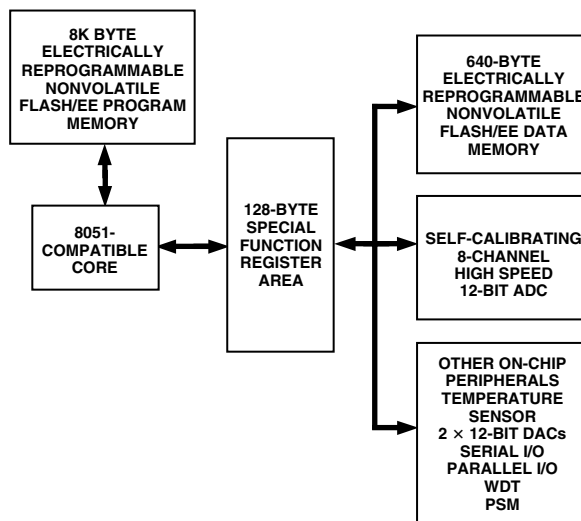 8K BYTE
ELECTRICALLY
REPROGRAMMABLE
NONVOLATILE
FLASH/EE PROGRAM
MEMORY
8051-
COMPATIBLE
CORE
128-BYTE
SPECIAL
FUNCTION
REGISTER
AREA
640-BYTE
ELECTRICALLY
REPROGRAMMABLE
NONVOLATILE
FLASH/EE DATA
MEMORY
SELF-CALIBRATING
8-CHANNEL
HIGH SPEED
12-BIT ADC
OTHER ON-CHIP
PERIPHERALS
TEMPERATURE
SENSOR
2 × 12-BIT DACs
SERIAL I/O
PARALLEL I/O
WDT
PSM